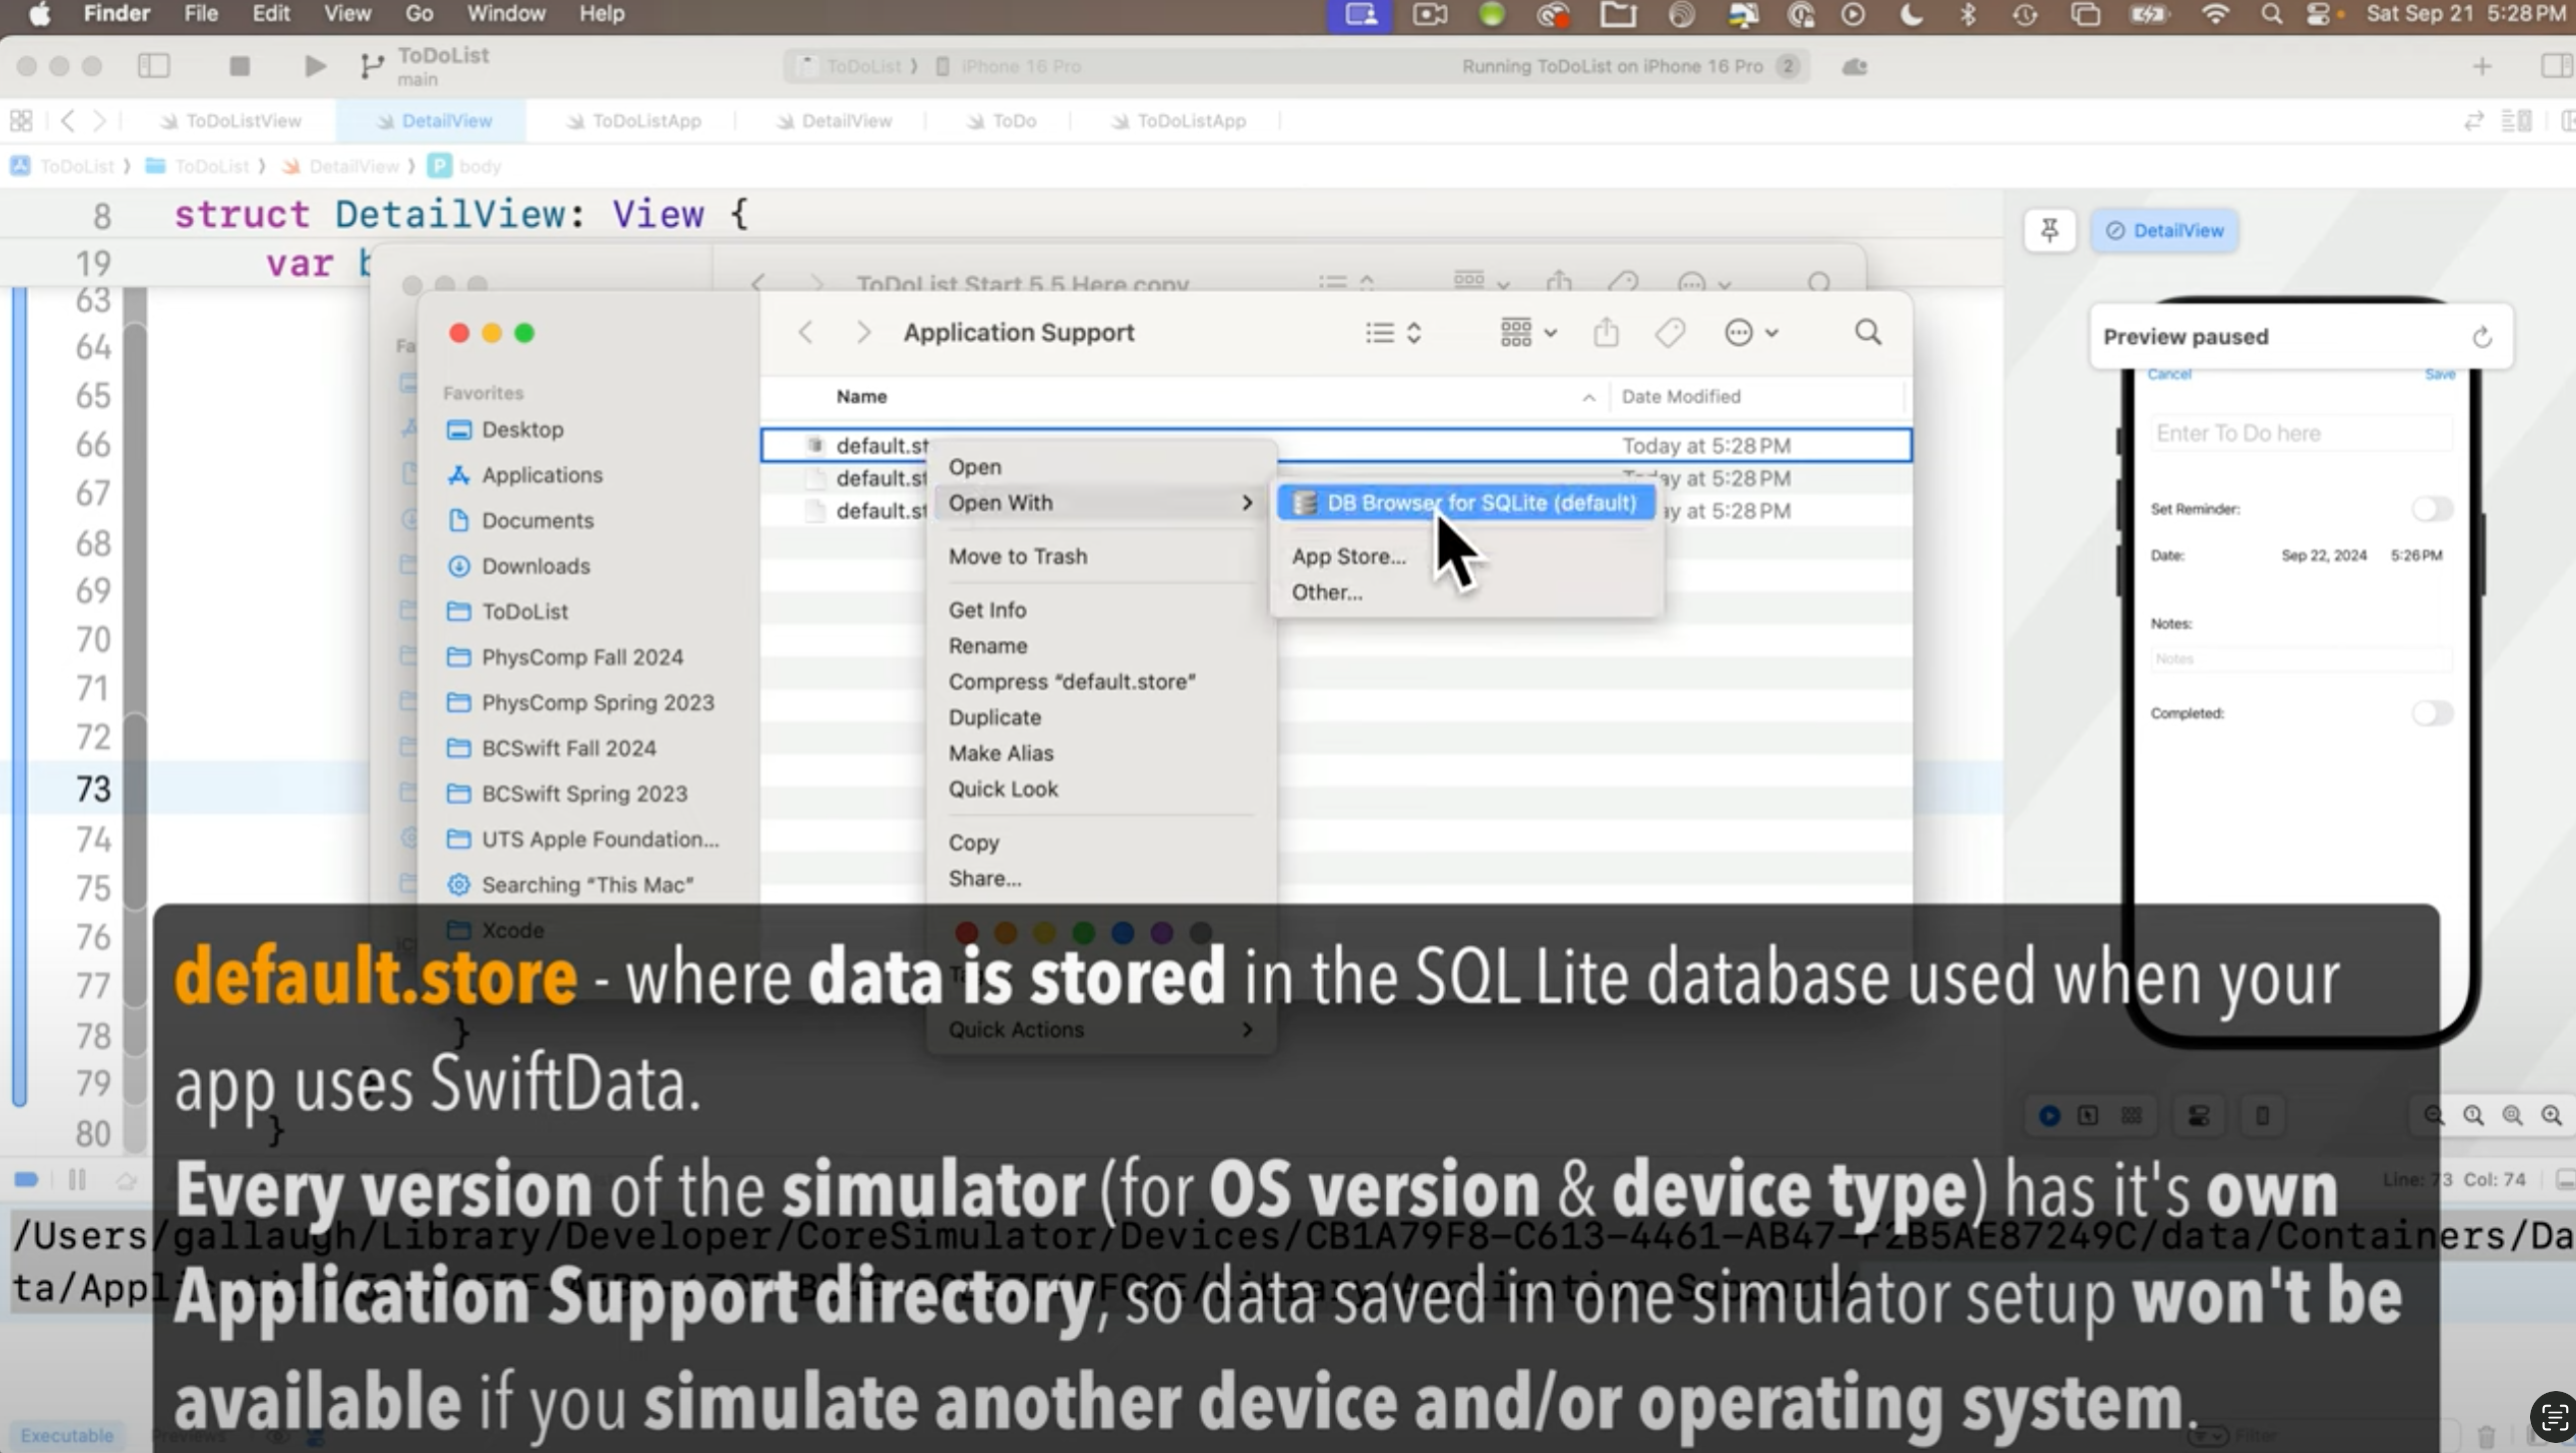 Finder File Edit View Go Window Help
Sat Sep 21 5:28 PM
ToDoList
main
ToDoList iPhone 16 Pro
Running ToDoList on iPhone 16 Pro 2
ToDoListView
DetailView
ToDoListApp
DetailView
ToDo
ToDoListApp
ToDoList ToDoList DetailView P body
8 struct DetailView: View {
19 var b
63
64
65
66
67
68
69
70
71
72
73
74
75
76
77
78 }
79
80 }
ToDoList Start 5.5 Here copy
Fa
Favorites
Desktop
Applications
Documents
Downloads
ToDoList
PhysComp Fall 2024
PhysComp Spring 2023
BCSwift Fall 2024
BCSwift Spring 2023
UTS Apple Foundation...
Searching “This Mac”
Xcode
Application Support
Name Date Modified
default.st Today at 5:28 PM
default.st ay at 5:28 PM
default.st ay at 5:28 PM
Open
Open With
Move to Trash
Get Info
Rename
Compress “default.store”
Duplicate
Make Alias
Quick Look
Copy
Share...
Quick Actions
DB Browser for SQLite (default)
App Store...
Other...
DetailView
Preview paused
Cancel Save
Enter To Do here
Set Reminder:
Date: Sep 22, 2024 5:26 PM
Notes:
Notes
Completed:
default.store - where data is stored in the SQL Lite database used when your
app uses SwiftData.
Every version of the simulator (for OS version & device type) has it's own
Application Support directory, so data saved in one simulator setup won't be
available if you simulate another device and/or operating system.
Line: 73 Col: 74
/Users/gallaugh/Library/Developer/CoreSimulator/Devices/CB1A79F8-C613-4461-AB47-F2B5AE87249C/data/Containers/Da
Executable Previews
Filter